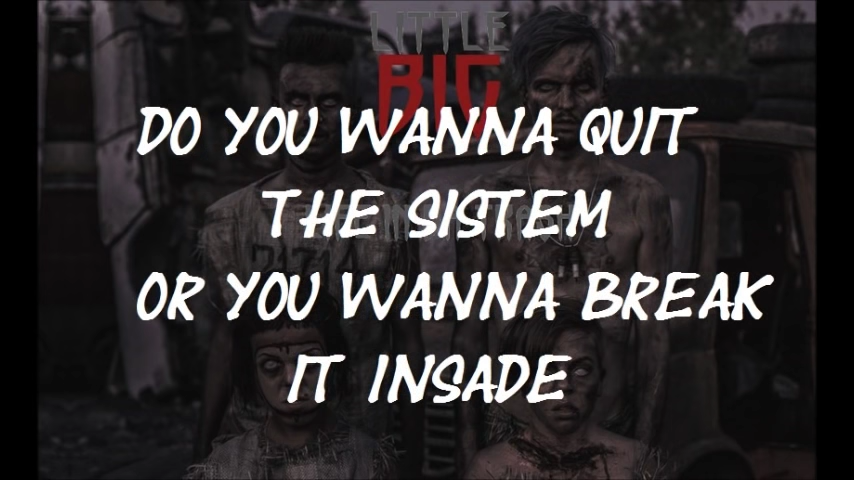 LITTLE
BIG
DO YOU WANNA QUIT
THE SISTEM
OR YOU WANNA BREAK
IT INSADE